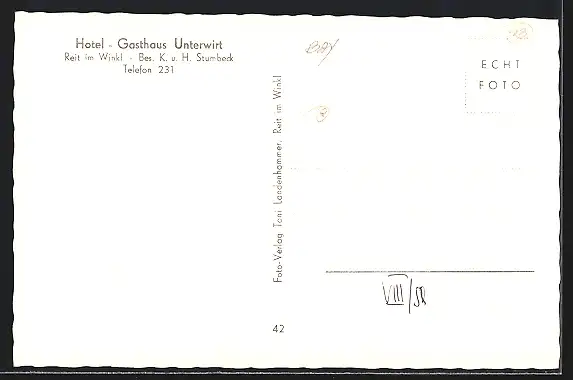 Hotel - Gasthaus Unterwirt
Reit im Winkl - Bes. K. u. H. Stumbeck
Telefon 231
Foto-Verlag Toni Landenhammer, Reit im Winkl
42
ECHT
FOTO
VIII/58